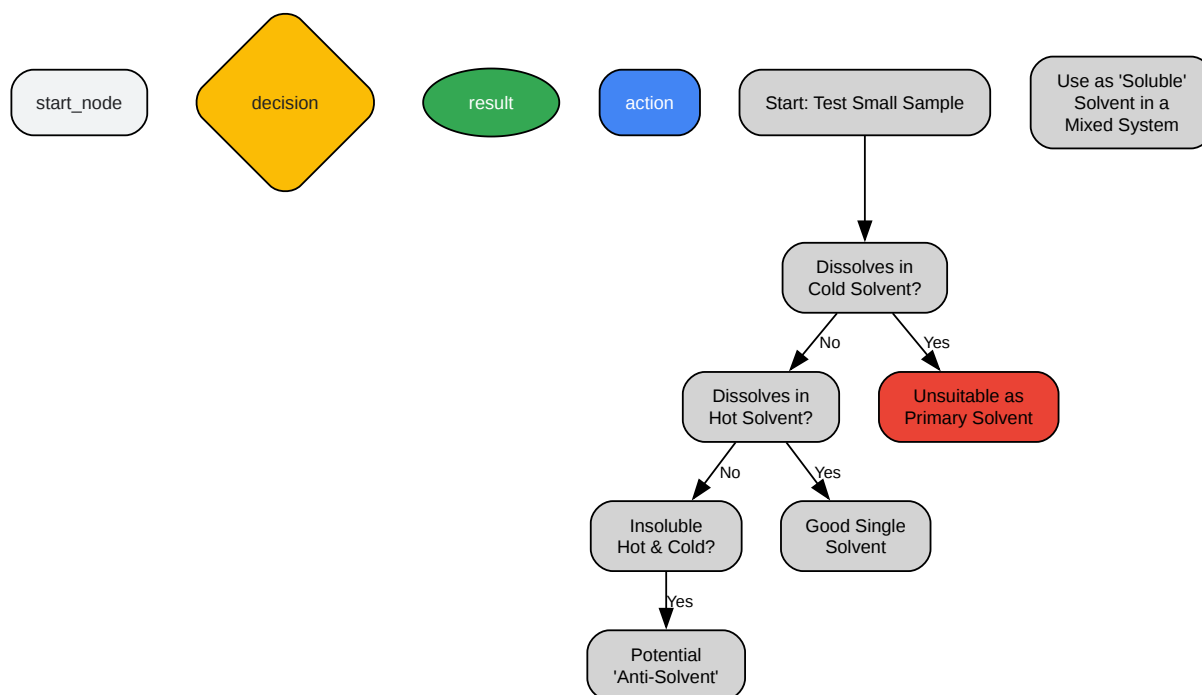 start_node
decision
result
action
Start: Test Small Sample
Use as 'Soluble'
Solvent in a
Mixed System
Dissolves in
Cold Solvent?
No
Yes
Dissolves in
Hot Solvent?
Unsuitable as
Primary Solvent
No
Yes
Insoluble
Hot & Cold?
Good Single
Solvent
Yes
Potential
'Anti-Solvent'